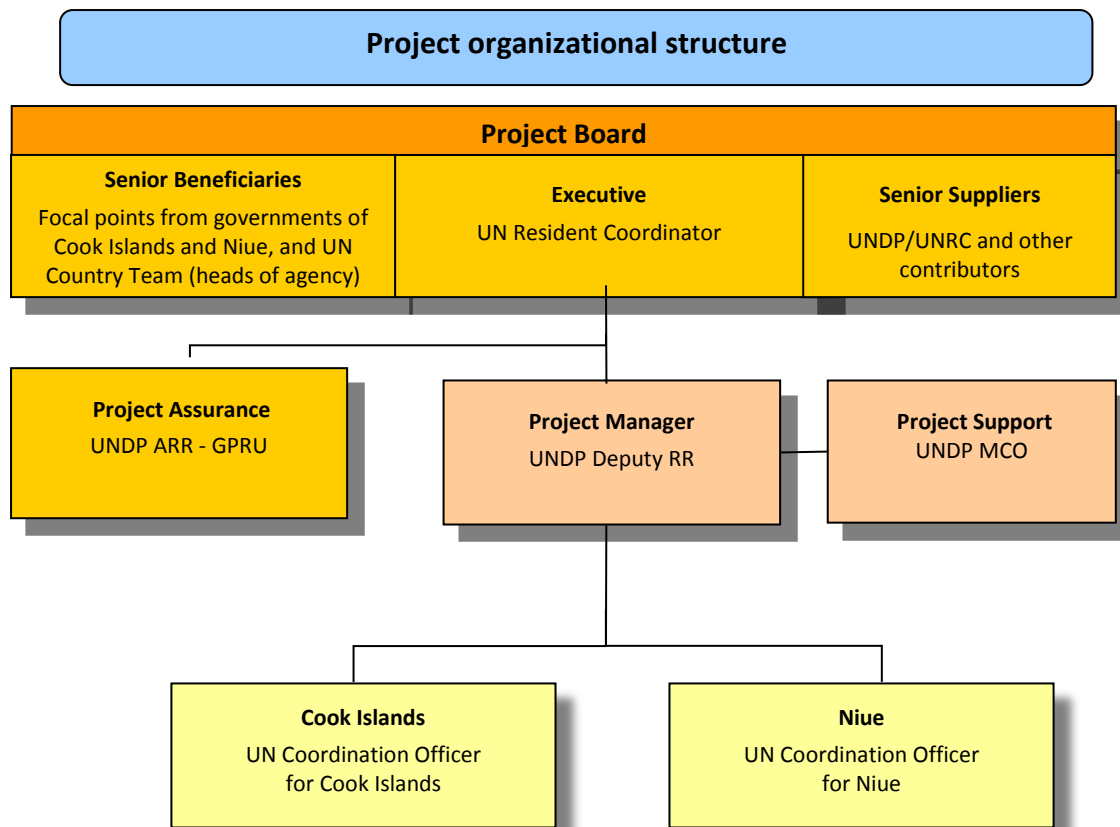 Project organizational structure
Project Board
Senior Beneficiaries
Focal points from governments of
Cook Islands and Niue, and UN
Country Team (heads of agency)
Executive
UN Resident Coordinator
Senior Suppliers
UNDP/UNRC and other
contributors
Project Assurance
UNDP ARR - GPRU
Project Manager
UNDP Deputy RR
Project Support
UNDP MCO
Cook Islands
UN Coordination Officer
for Cook Islands
Niue
UN Coordination Officer
for Niue